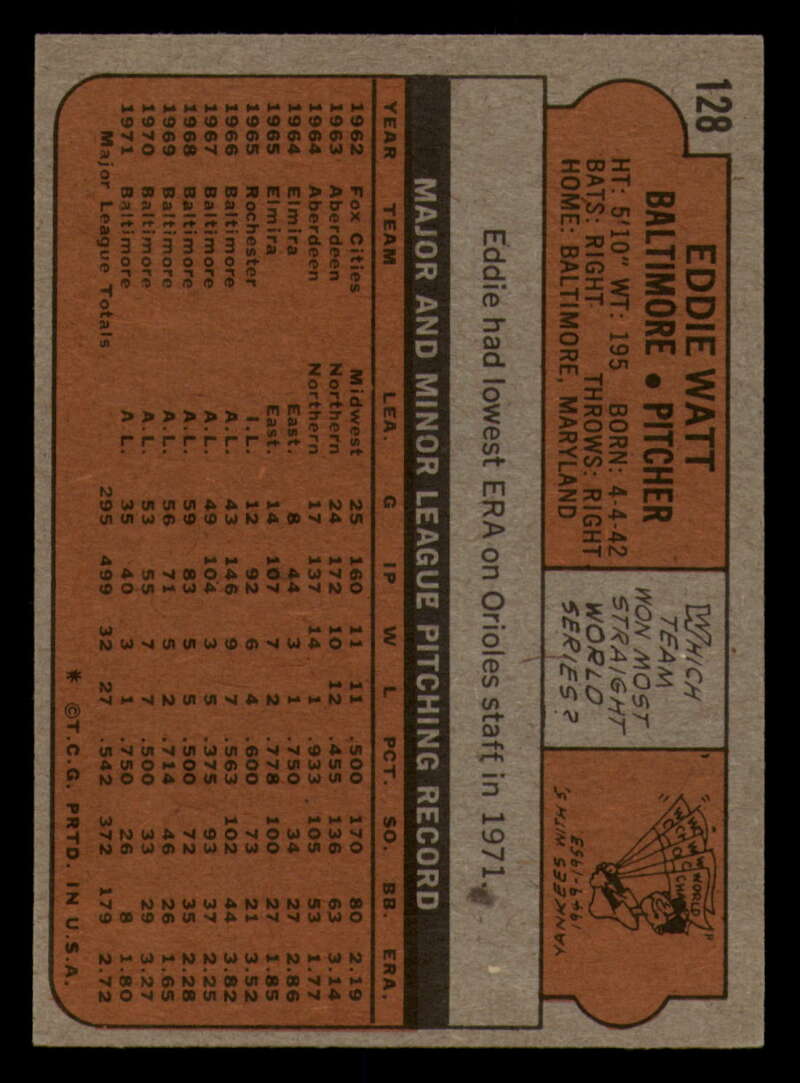 128
EDDIE WATT
BALTIMORE • PITCHER
HT: 5'10" WT: 195 BORN: 4-4-42
BATS: RIGHT THROWS: RIGHT
HOME: BALTIMORE, MARYLAND
WHICH
TEAM
WON MOST
STRAIGHT
WORLD
SERIES?
WORLD
CHAMP
W
W
W
W
CH
C
C
C
YANKEES WITH 5,
1949-1953
Eddie had lowest ERA on Orioles staff in 1971.
MAJOR AND MINOR LEAGUE PITCHING RECORD
YEAR TEAM LEA. G IP W L PCT. SO. BB. ERA.
1962 Fox Cities Midwest 25 160 11 11 .500 170 80 2.19
1963 Aberdeen Northern 24 172 10 12 .455 136 63 3.14
1964 Aberdeen Northern 17 137 14 1 .933 105 53 1.77
1964 Elmira East. 8 44 3 1 .750 34 27 2.86
1965 Elmira East. 14 107 7 2 .778 100 27 1.85
1965 Rochester I.L. 12 92 6 4 .600 73 21 3.52
1966 Baltimore A.L. 43 146 9 7 .563 102 44 3.82
1967 Baltimore A.L. 49 104 3 5 .375 93 37 2.25
1968 Baltimore A.L. 59 83 5 5 .500 72 35 2.28
1969 Baltimore A.L. 56 71 5 2 .714 46 26 1.65
1970 Baltimore A.L. 53 55 7 7 .500 33 29 3.27
1971 Baltimore A.L. 35 40 3 1 .750 26 8 1.80
Major League Totals 295 499 32 27 .542 372 179 2.72
* ©T.C.G. PRTD. IN U.S.A.